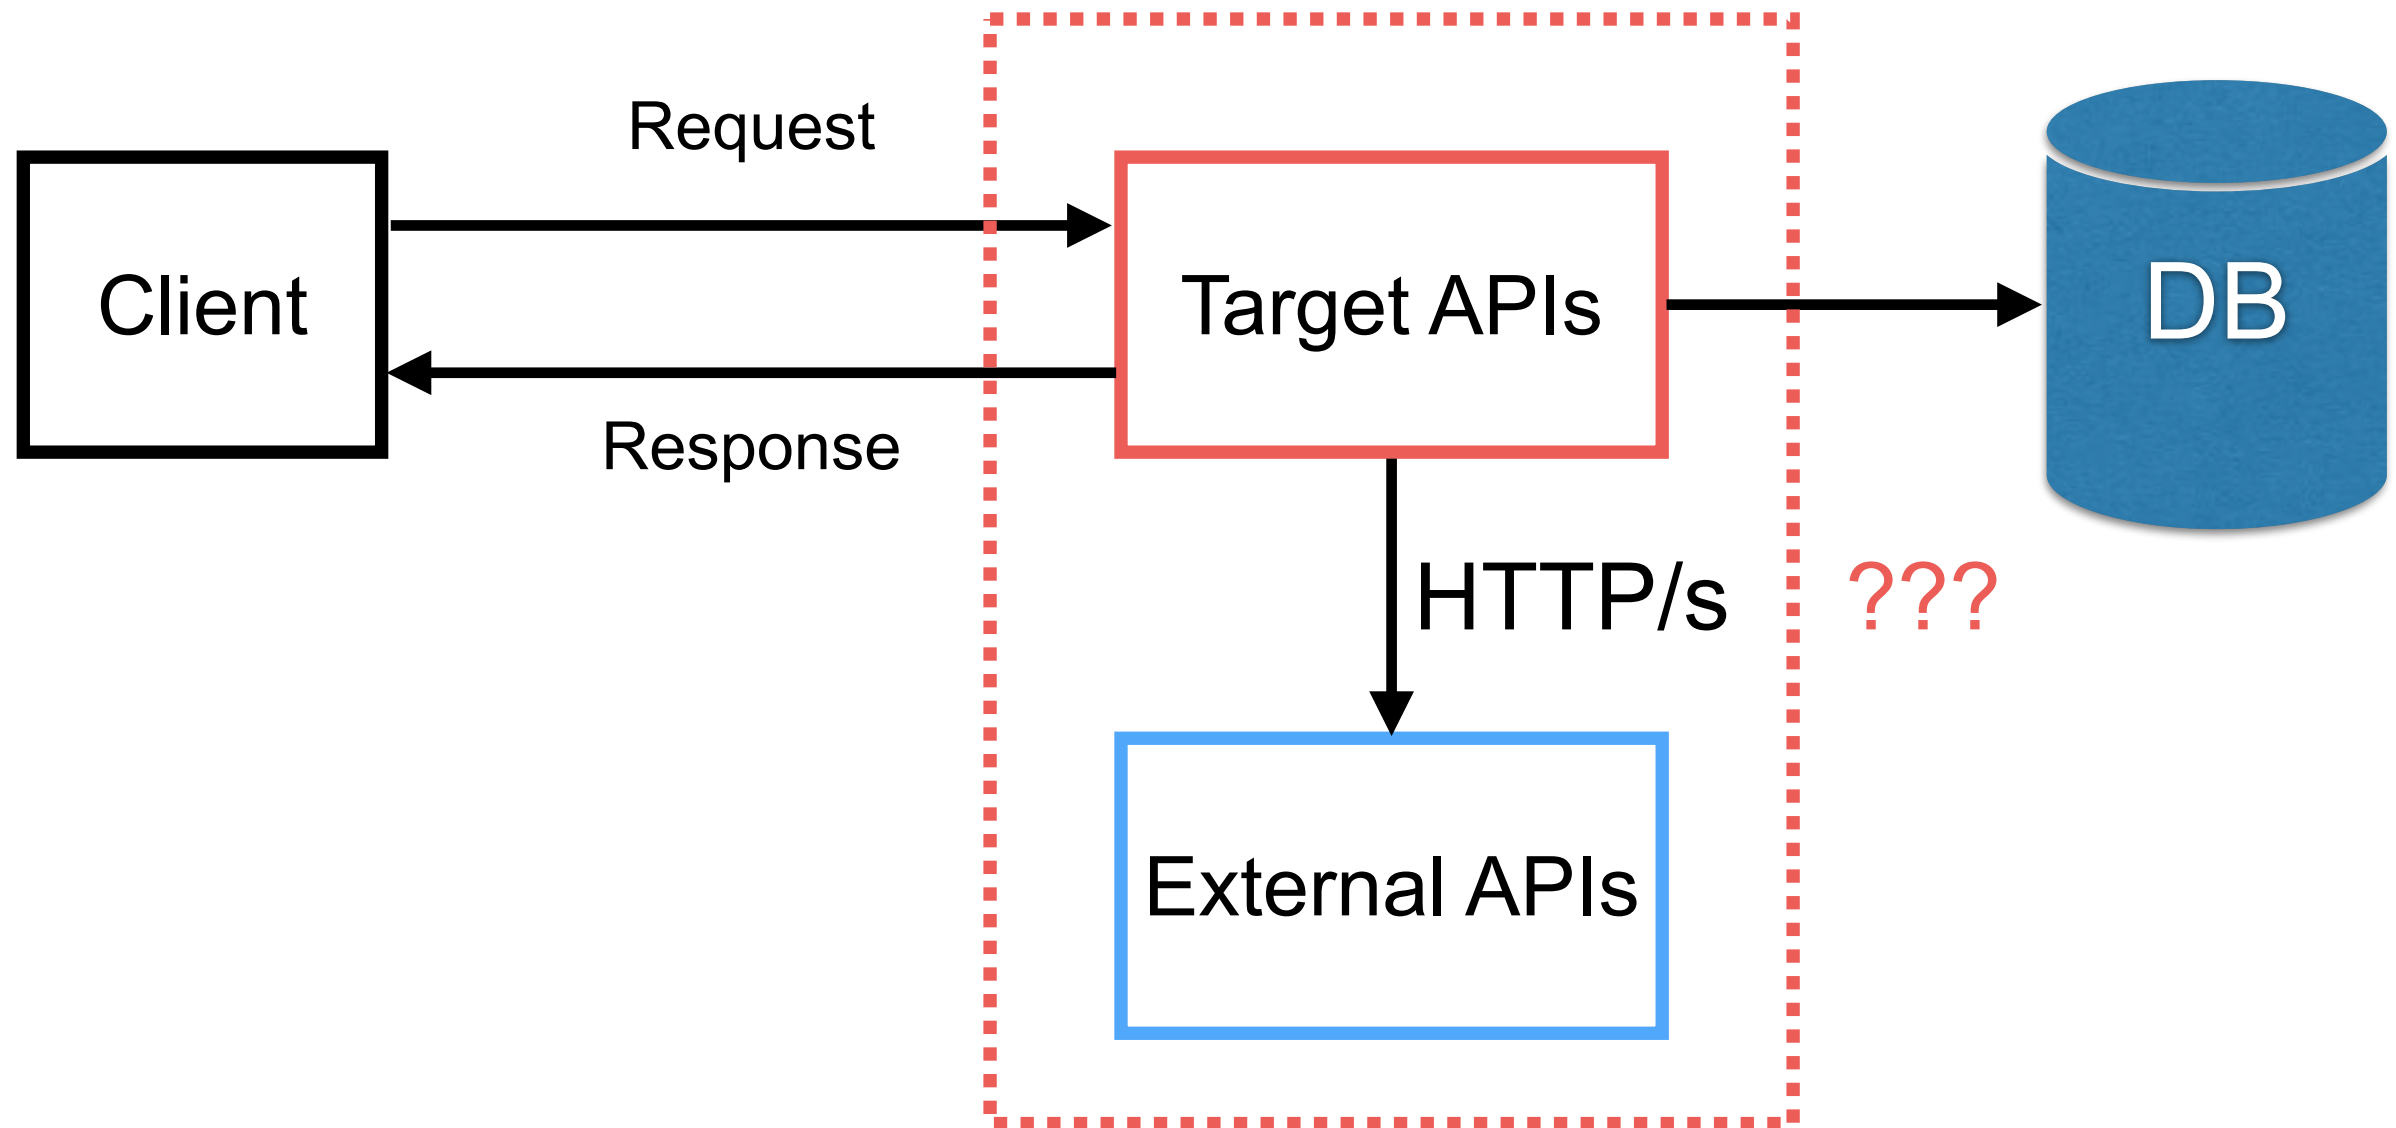 Request
Client
Target APIs
DB
Response
HTTP/s
???
External APIs